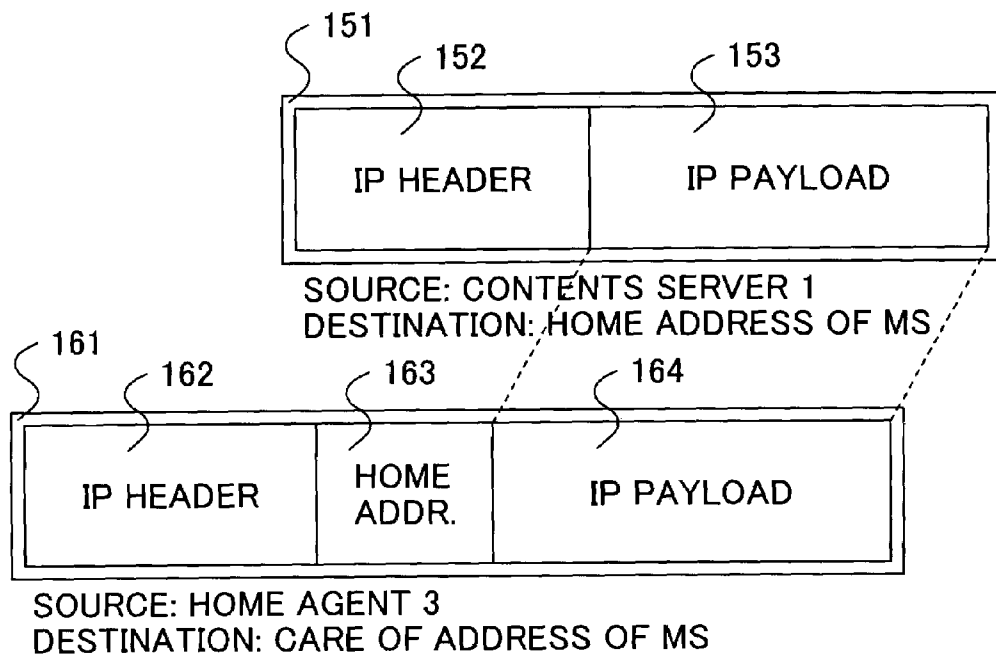 151
152
153
IP HEADER
IP PAYLOAD
SOURCE: CONTENTS SERVER 1
DESTINATION: HOME ADDRESS OF MS
161
162
163
164
IP HEADER
HOME
ADDR.
IP PAYLOAD
SOURCE: HOME AGENT 3
DESTINATION: CARE OF ADDRESS OF MS